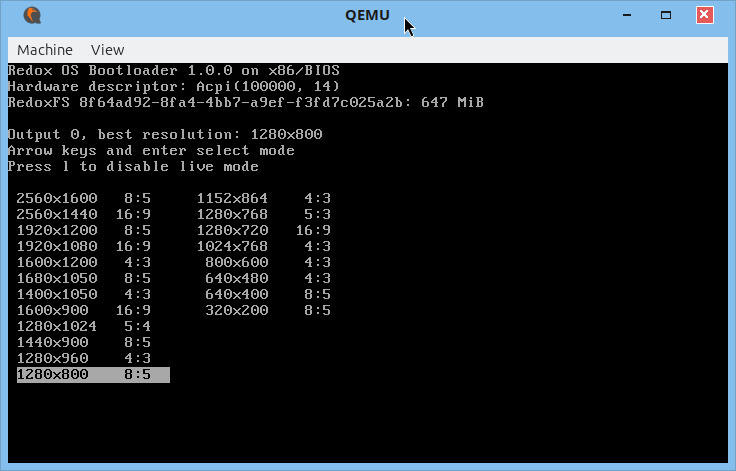 QEMU
Machine View
Redox OS Bootloader 1.0.0 on x86/BIOS
Hardware descriptor: Acpi(100000, 14)
RedoxFS 8f64ad92-8fa4-4bb7-a9ef-f3fd7c025a2b: 647 MiB
Output 0, best resolution: 1280x800
Arrow keys and enter select mode
Press l to disable live mode
2560x1600 8:5 1152x864 4:3
2560x1440 16:9 1280x768 5:3
1920x1200 8:5 1280x720 16:9
1920x1080 16:9 1024x768 4:3
1600x1200 4:3 800x600 4:3
1680x1050 8:5 640x480 4:3
1400x1050 4:3 640x400 8:5
1600x900 16:9 320x200 8:5
1280x1024 5:4
1440x900 8:5
1280x960 4:3
1280x800 8:5